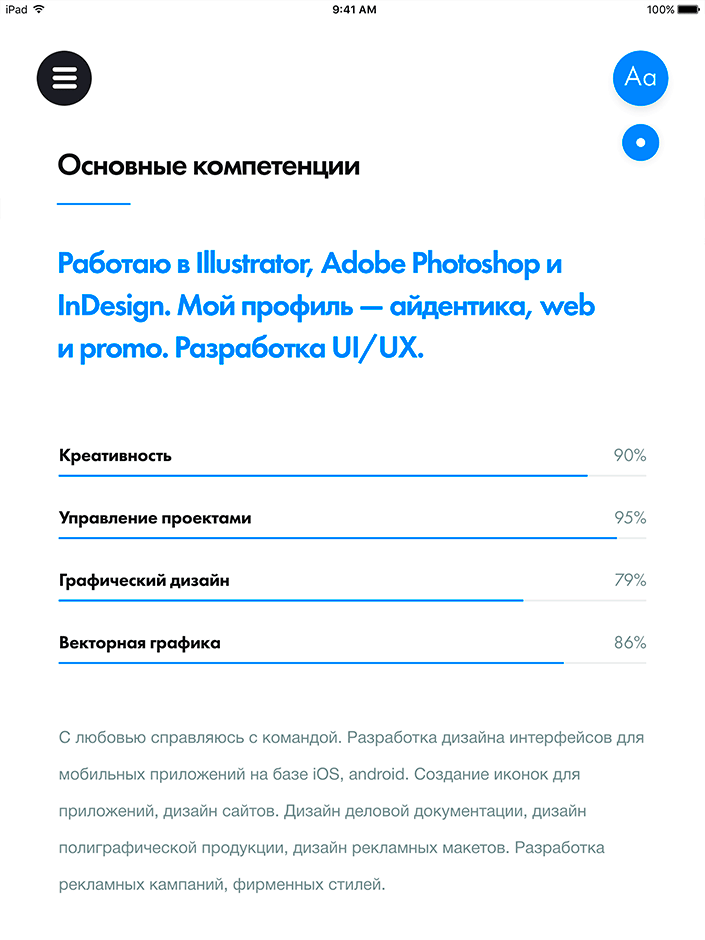 iPad 9:41 AM 100%
Aa
Основные компетенции
Работаю в Illustrator, Adobe Photoshop и
InDesign. Мой профиль — айдентика, web
и promo. Разработка UI/UX.
Креативность 90%
Управление проектами 95%
Графический дизайн 79%
Векторная графика 86%
С любовью справляюсь с командой. Разработка дизайна интерфейсов для
мобильных приложений на базе iOS, android. Создание иконок для
приложений, дизайн сайтов. Дизайн деловой документации, дизайн
полиграфической продукции, дизайн рекламных макетов. Разработка
рекламных кампаний, фирменных стилей.